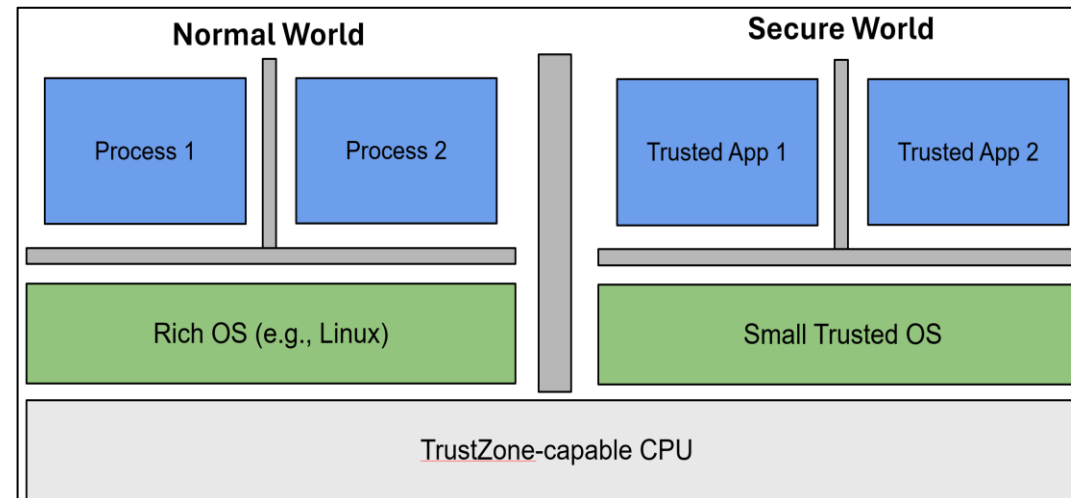 Normal World
Secure World
Process 1
Process 2
Trusted App 1
Trusted App 2
Rich OS (e.g., Linux)
Small Trusted OS
TrustZone-capable CPU